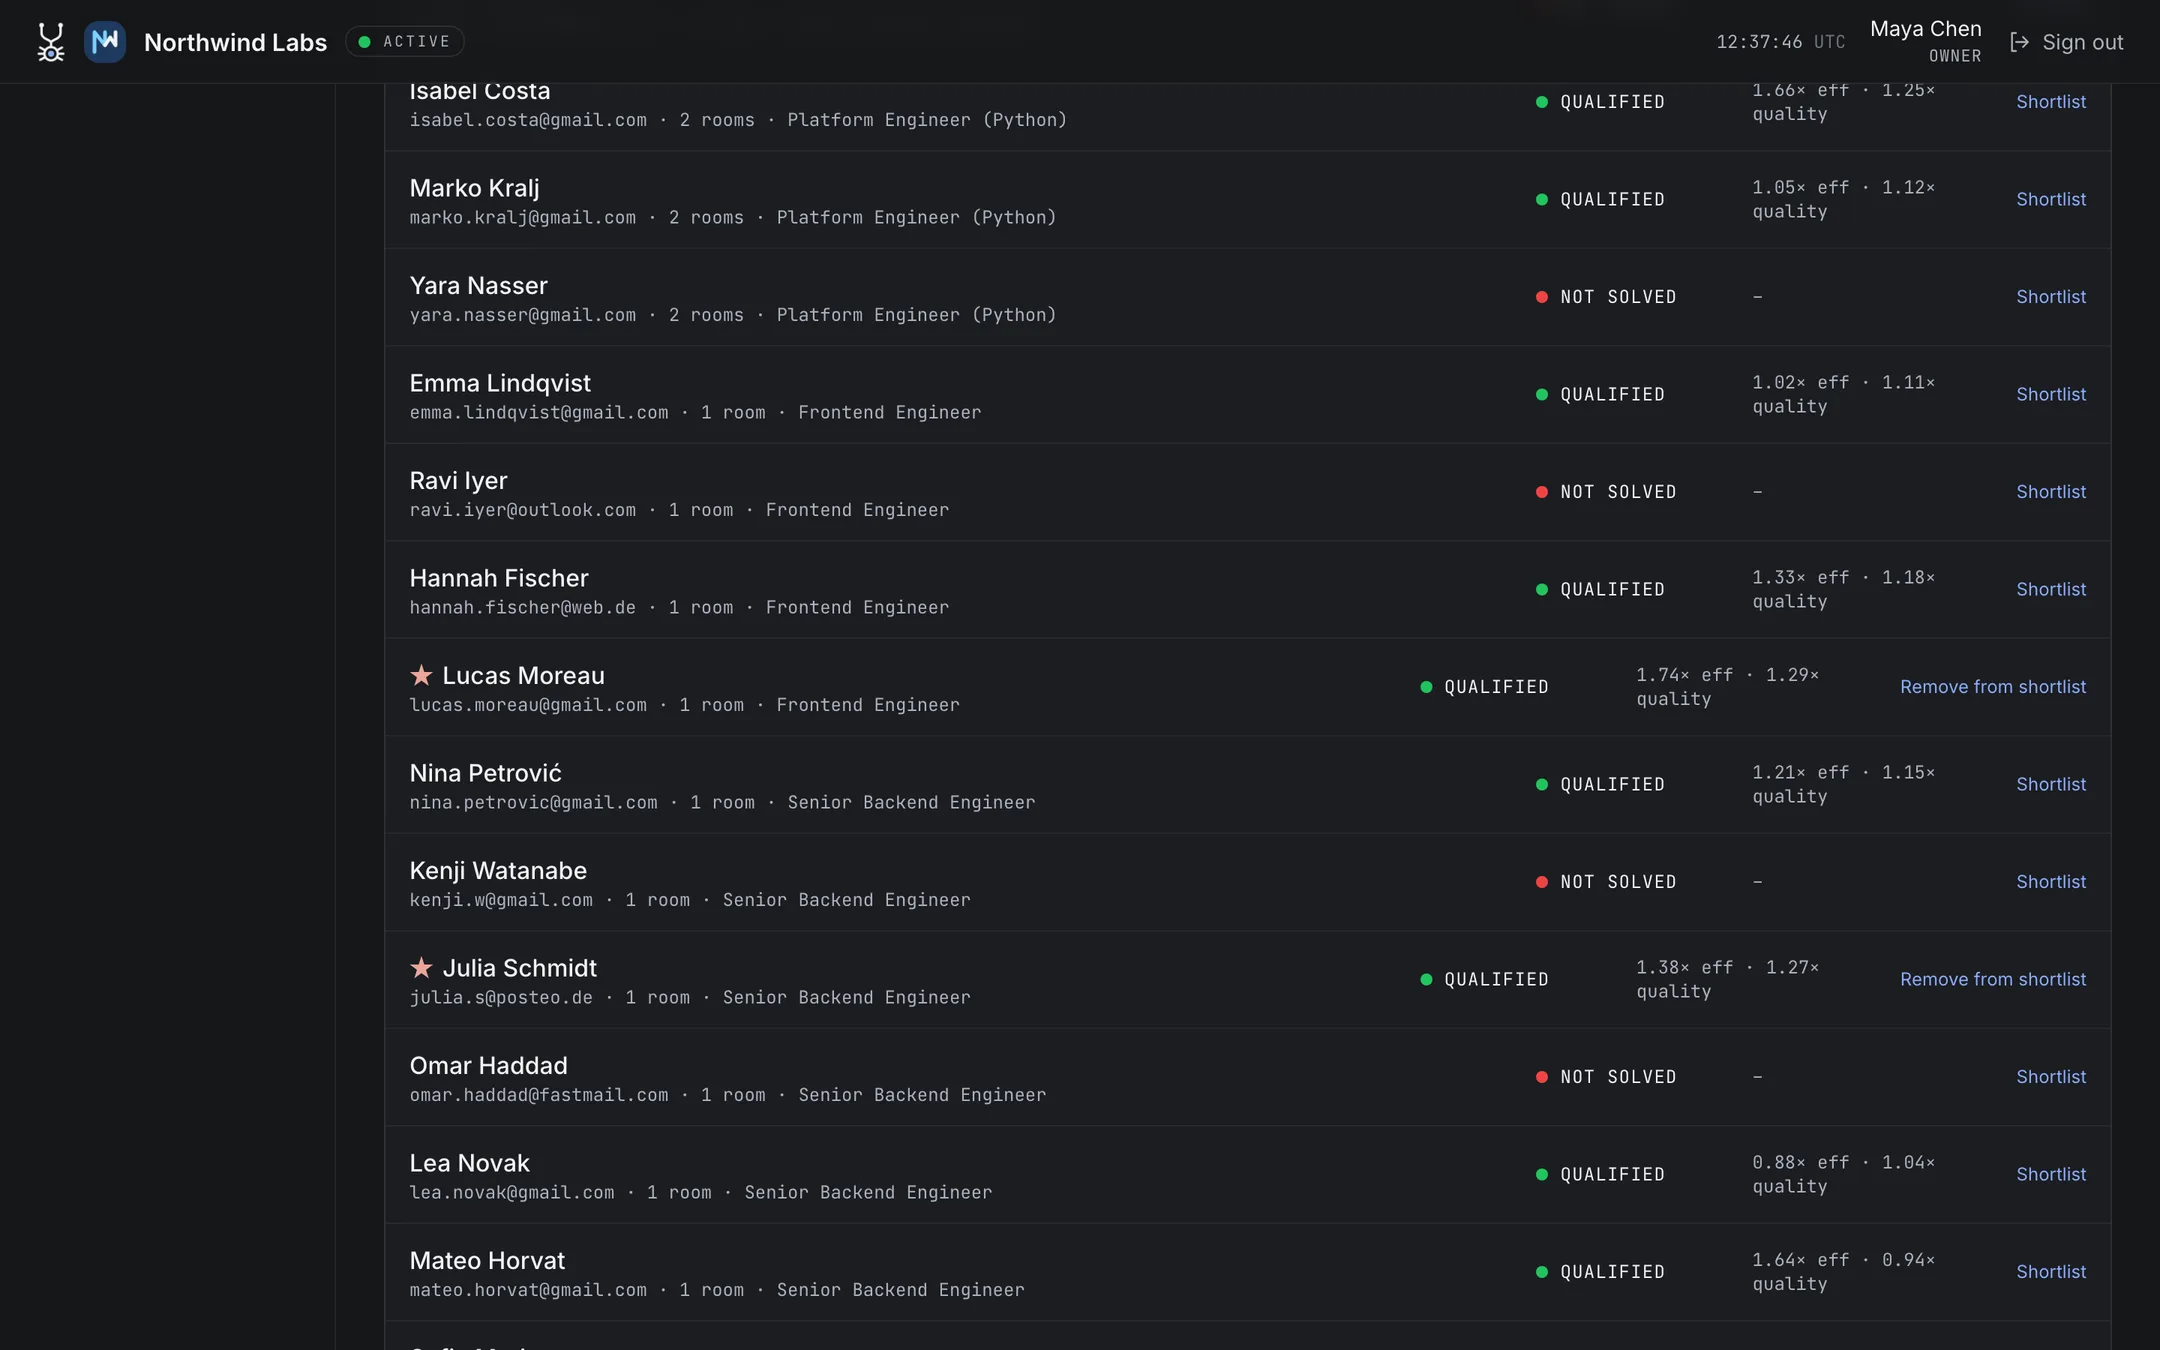 Northwind Labs
ACTIVE
12:37:46 UTC
Maya Chen
OWNER
Sign out
Isabel Costa
isabel.costa@gmail.com · 2 rooms · Platform Engineer (Python)
QUALIFIED
1.66× eff · 1.25×
quality
Shortlist
Marko Kralj
marko.kralj@gmail.com · 2 rooms · Platform Engineer (Python)
QUALIFIED
1.05× eff · 1.12×
quality
Shortlist
Yara Nasser
yara.nasser@gmail.com · 2 rooms · Platform Engineer (Python)
NOT SOLVED
–
Shortlist
Emma Lindqvist
emma.lindqvist@gmail.com · 1 room · Frontend Engineer
QUALIFIED
1.02× eff · 1.11×
quality
Shortlist
Ravi Iyer
ravi.iyer@outlook.com · 1 room · Frontend Engineer
NOT SOLVED
–
Shortlist
Hannah Fischer
hannah.fischer@web.de · 1 room · Frontend Engineer
QUALIFIED
1.33× eff · 1.18×
quality
Shortlist
★ Lucas Moreau
lucas.moreau@gmail.com · 1 room · Frontend Engineer
QUALIFIED
1.74× eff · 1.29×
quality
Remove from shortlist
Nina Petrović
nina.petrovic@gmail.com · 1 room · Senior Backend Engineer
QUALIFIED
1.21× eff · 1.15×
quality
Shortlist
Kenji Watanabe
kenji.w@gmail.com · 1 room · Senior Backend Engineer
NOT SOLVED
–
Shortlist
★ Julia Schmidt
julia.s@posteo.de · 1 room · Senior Backend Engineer
QUALIFIED
1.38× eff · 1.27×
quality
Remove from shortlist
Omar Haddad
omar.haddad@fastmail.com · 1 room · Senior Backend Engineer
NOT SOLVED
–
Shortlist
Lea Novak
lea.novak@gmail.com · 1 room · Senior Backend Engineer
QUALIFIED
0.88× eff · 1.04×
quality
Shortlist
Mateo Horvat
mateo.horvat@gmail.com · 1 room · Senior Backend Engineer
QUALIFIED
1.64× eff · 0.94×
quality
Shortlist